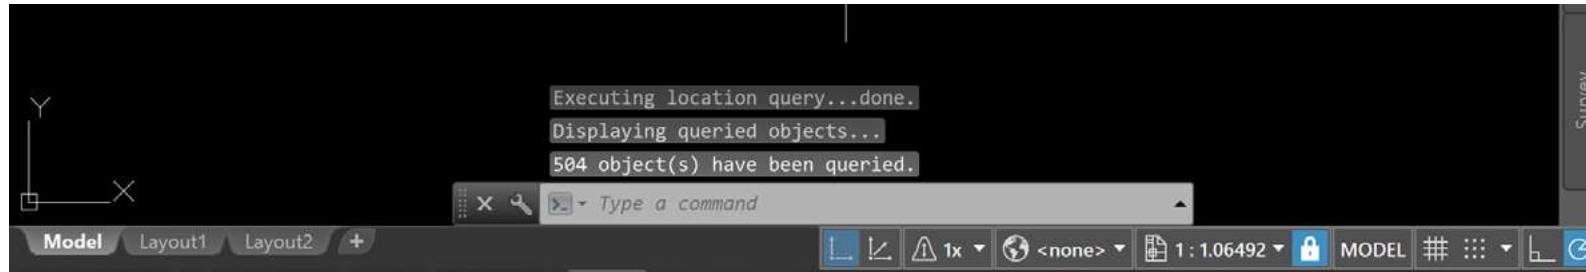 Y
Executing location query...done.
Displaying queried objects...
504 object(s) have been queried.
X
Type a command
Model Layout1 Layout2 +
1x <none> 1:1.06492 MODEL
Survey